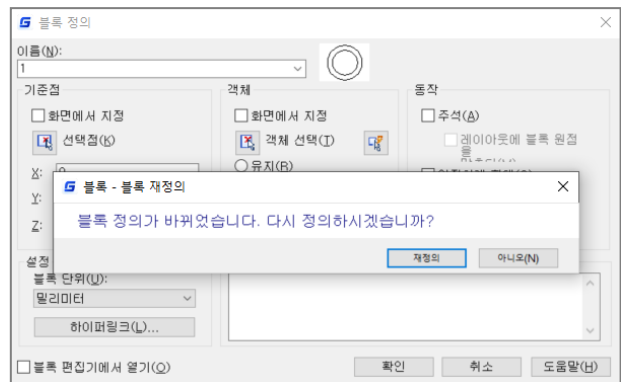 블록 정의
이름(N):
1
기준점
객체
동작
화면에서 지정
화면에서 지정
주석(A)
선택점(K)
객체 선택(T)
레이아웃에 블록 원점
을
유지(R)
X:
블록 - 블록 재정의
Y:
블록 정의가 바뀌었습니다. 다시 정의하시겠습니까?
Z:
재정의
아니오(N)
설정
블록 단위(U):
밀리미터
하이퍼링크(L)...
블록 편집기에서 열기(O)
확인
취소
도움말(H)